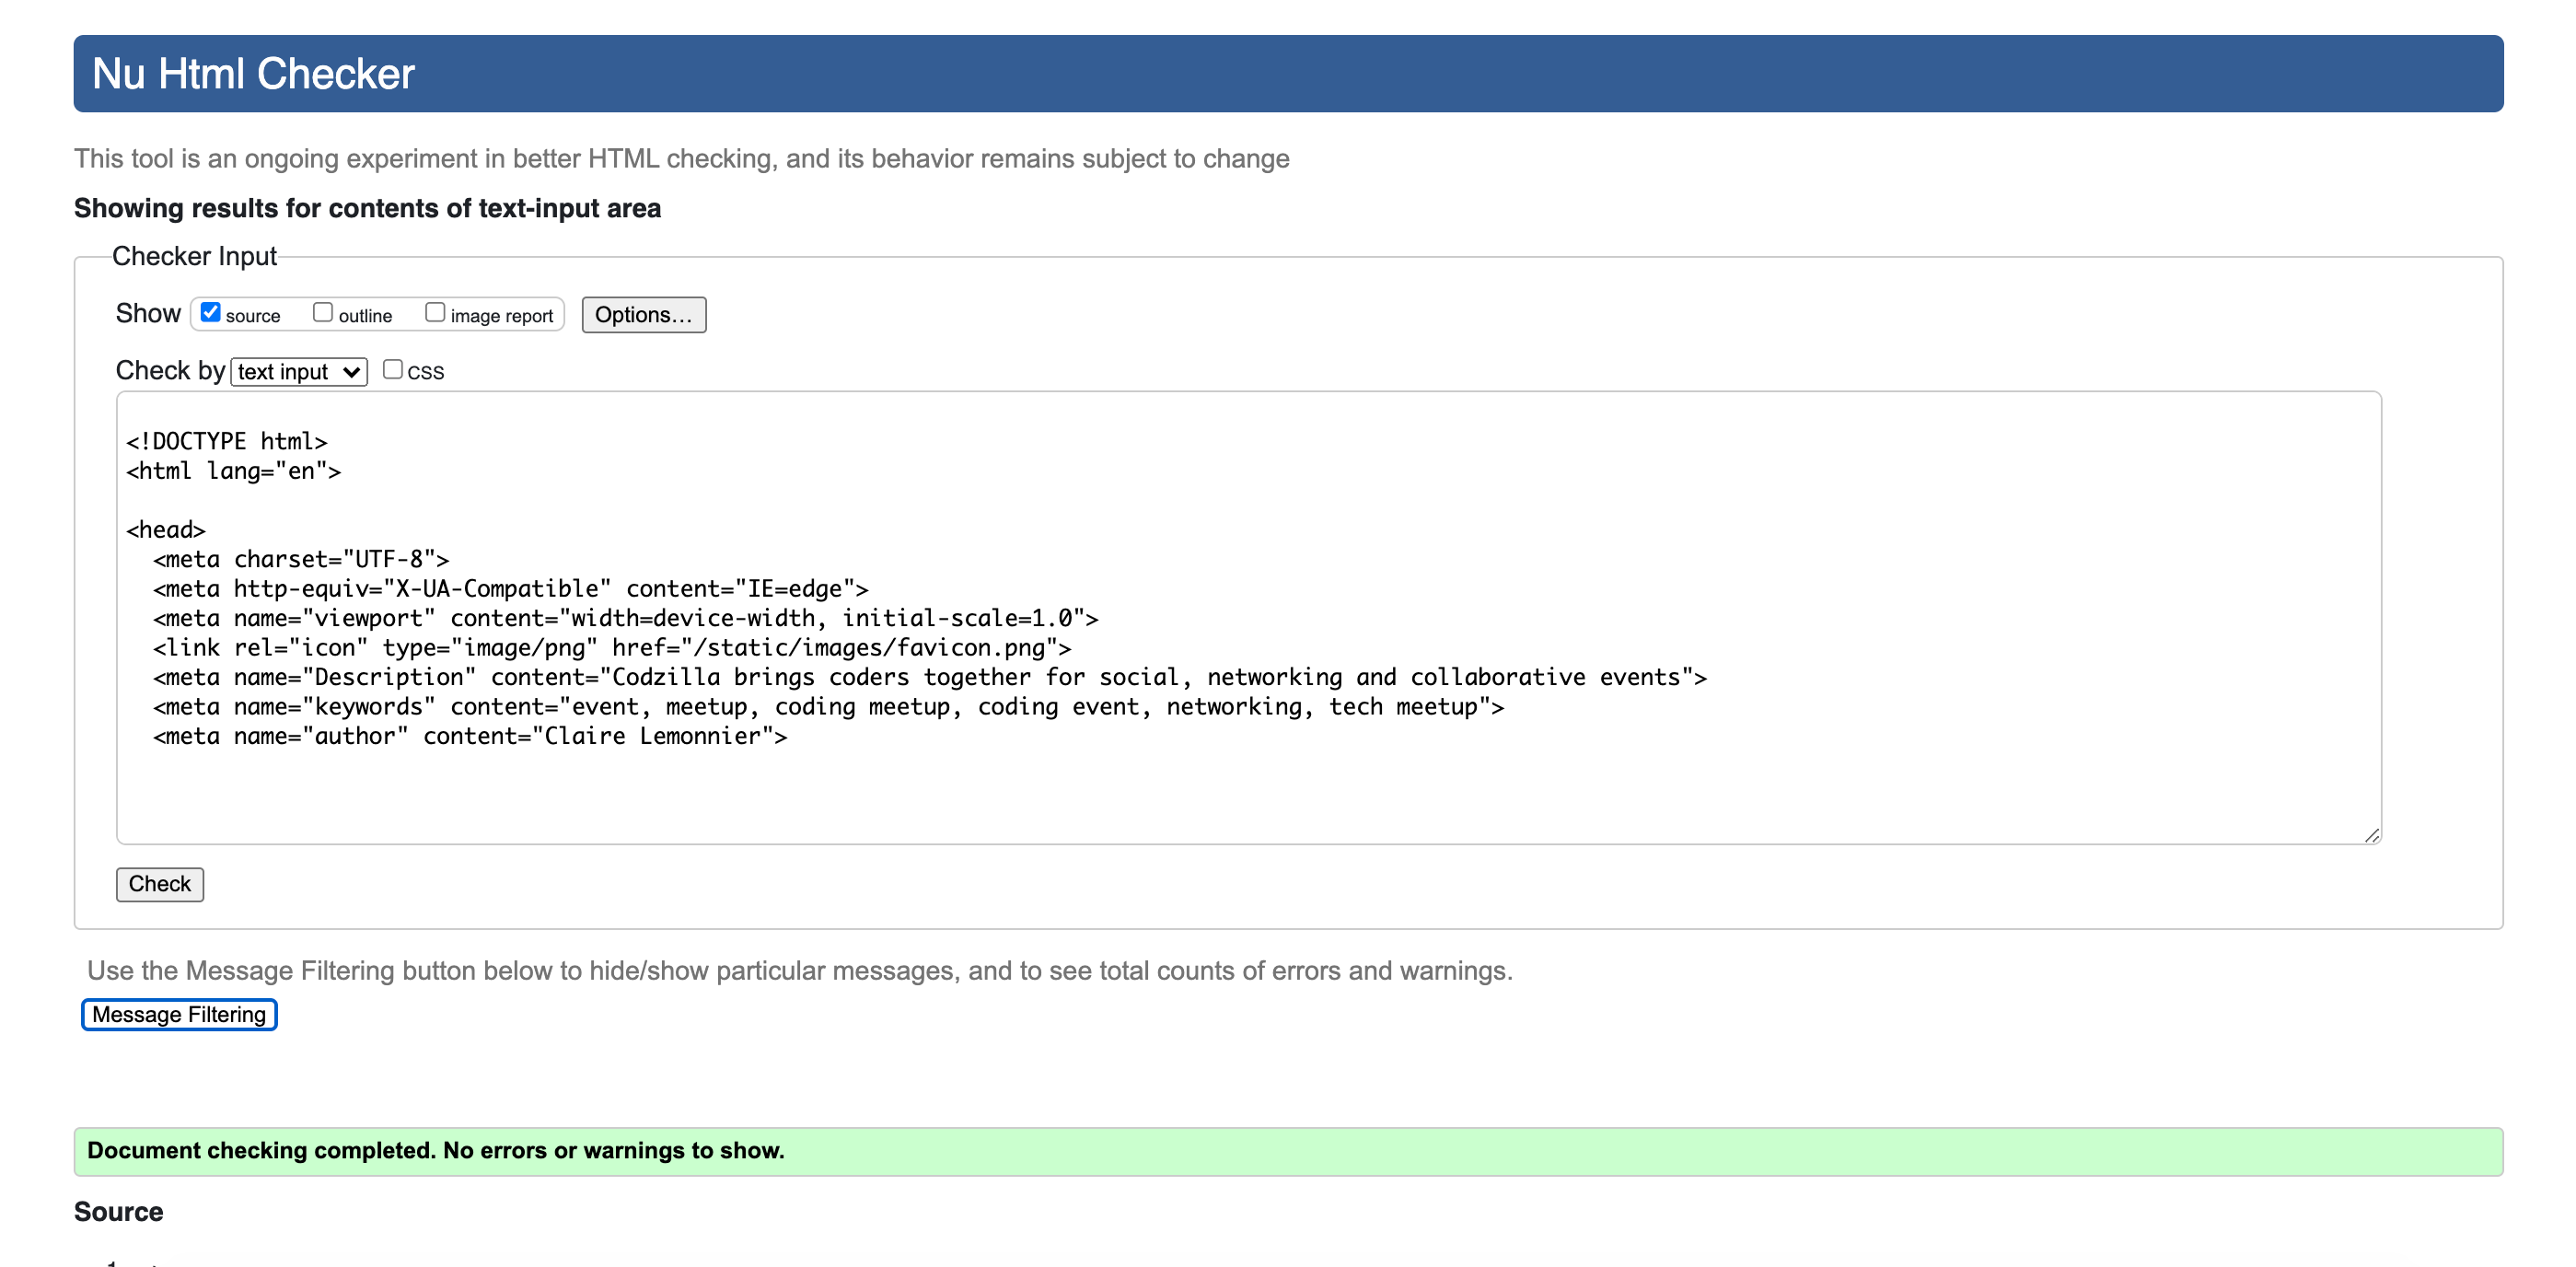 Nu Html Checker
This tool is an ongoing experiment in better HTML checking, and its behavior remains subject to change
Showing results for contents of text-input area
Checker Input
Show source outline image report Options...
Check by text input CSS
<!DOCTYPE html>
<html lang="en">
<head>
<meta charset="UTF-8">
<meta http-equiv="X-UA-Compatible" content="IE=edge">
<meta name="viewport" content="width=device-width, initial-scale=1.0">
<link rel="icon" type="image/png" href="/static/images/favicon.png">
<meta name="Description" content="Codzilla brings coders together for social, networking and collaborative events">
<meta name="keywords" content="event, meetup, coding meetup, coding event, networking, tech meetup">
<meta name="author" content="Claire Lemonnier">
Check
Use the Message Filtering button below to hide/show particular messages, and to see total counts of errors and warnings.
Message Filtering
Document checking completed. No errors or warnings to show.
Source